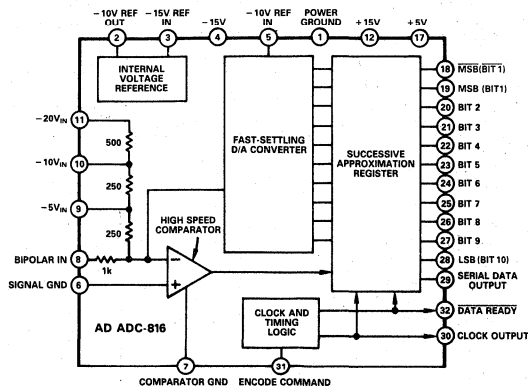 -10V REF OUT
-15V REF IN
-15V
-10V REF IN
POWER GROUND
+15V
+5V
2
3
4
5
1
12
17
INTERNAL VOLTAGE REFERENCE
FAST-SETTLING D/A CONVERTER
SUCCESSIVE APPROXIMATION REGISTER
18 MSB(BIT 1)
19 MSB (BIT1)
20 BIT 2
21 BIT 3
22 BIT 4
23 BIT 5
24 BIT 6
25 BIT 7
26 BIT 8
27 BIT 9
28 LSB (BIT 10)
29 SERIAL DATA OUTPUT
32 DATA READY
30 CLOCK OUTPUT
-20VIN 11
500
-10VIN 10
250
-5VIN 9
250
HIGH SPEED COMPARATOR
BIPOLAR IN 8
1k
−
SIGNAL GND 6
+
AD ADC-816
CLOCK AND TIMING LOGIC
7
31
COMPARATOR GND
ENCODE COMMAND